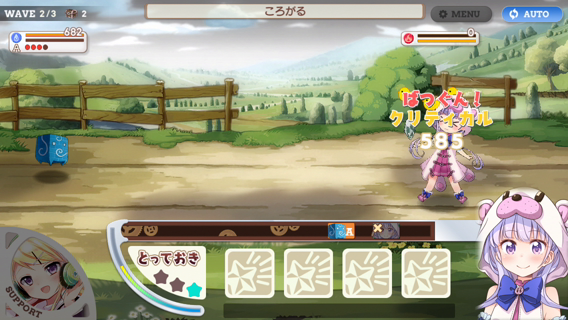 WAVE 2/3 2
ころがる
MENU
AUTO
682
A
0
ばつぐん!
クリティカル
585
A
とっておき
SUPPORT